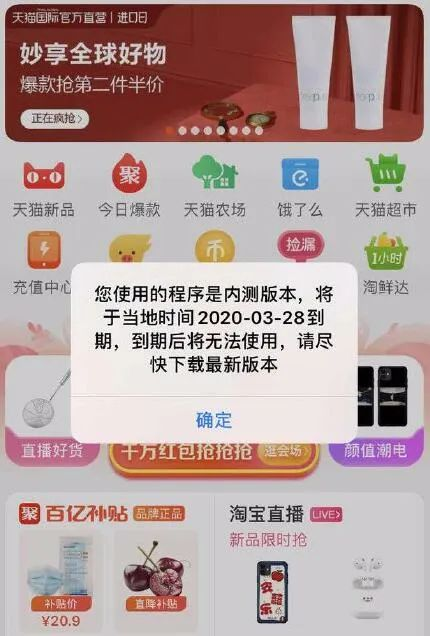 天猫国际官方直营 | 进口日
妙享全球好物
爆款抢第二件半价
正在疯抢 >
聚
天猫新品
今日爆款
天猫农场
饿了么
天猫超市
捡漏
1小时
充值中心
淘鲜达
您使用的程序是内测版本，将
于当地时间2020-03-28到
期，到期后将无法使用，请尽
快下载最新版本
确定
直播好货
千万红包抢抢抢
逛会场 >
颜值潮电
聚 百亿补贴 品牌正品
淘宝直播 LIVE>
新品限时抢
补贴价
¥20.9
直降补贴